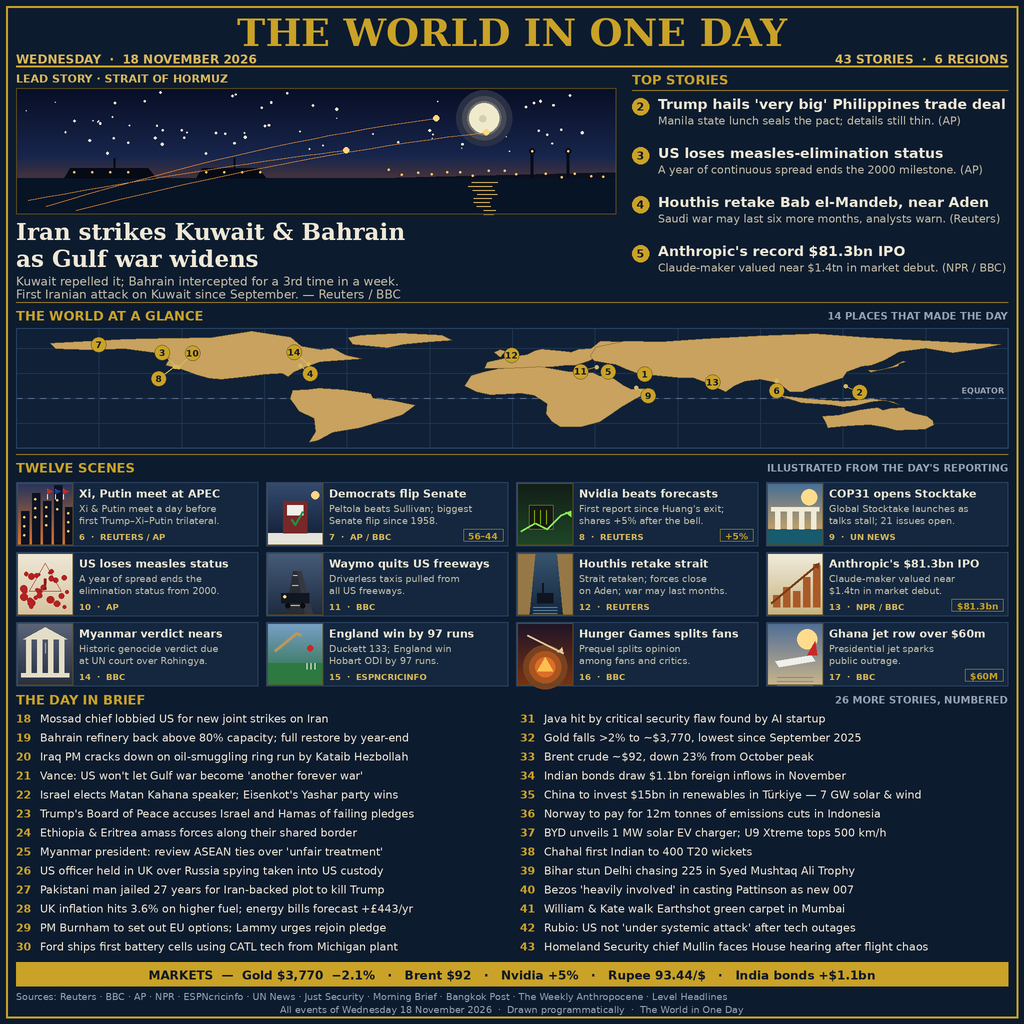 THE WORLD IN ONE DAY
WEDNESDAY · 18 NOVEMBER 2026
43 STORIES · 6 REGIONS
LEAD STORY · STRAIT OF HORMUZ
Iran strikes Kuwait & Bahrain
as Gulf war widens
Kuwait repelled it; Bahrain intercepted for a 3rd time in a week.
First Iranian attack on Kuwait since September. — Reuters / BBC
TOP STORIES
2 Trump hails 'very big' Philippines trade deal
Manila state lunch seals the pact; details still thin. (AP)
3 US loses measles-elimination status
A year of continuous spread ends the 2000 milestone. (AP)
4 Houthis retake Bab el-Mandeb, near Aden
Saudi war may last six more months, analysts warn. (Reuters)
5 Anthropic's record $81.3bn IPO
Claude-maker valued near $1.4tn in market debut. (NPR / BBC)
THE WORLD AT A GLANCE
14 PLACES THAT MADE THE DAY
7
3
10
14
12
8
4
11
5
1
13
6
9
2
EQUATOR
TWELVE SCENES
ILLUSTRATED FROM THE DAY'S REPORTING
Xi, Putin meet at APEC
Xi & Putin meet a day before
first Trump–Xi–Putin trilateral.
6 · REUTERS / AP
Democrats flip Senate
Peltola beats Sullivan; biggest
Senate flip since 1958.
7 · AP / BBC
56–44
Nvidia beats forecasts
First report since Huang's exit;
shares +5% after the bell.
8 · REUTERS
+5%
COP31 opens Stocktake
Global Stocktake launches as
talks stall; 21 issues open.
9 · UN NEWS
US loses measles status
A year of spread ends the
elimination status from 2000.
10 · AP
Waymo quits US freeways
Driverless taxis pulled from
all US freeways.
11 · BBC
Houthis retake strait
Strait retaken; forces close
on Aden; war may last months.
12 · REUTERS
Anthropic's $81.3bn IPO
Claude-maker valued near
$1.4tn in market debut.
13 · NPR / BBC
$81.3bn
Myanmar verdict nears
Historic genocide verdict due
at UN court over Rohingya.
14 · BBC
England win by 97 runs
Duckett 133; England win
Hobart ODI by 97 runs.
15 · ESPNCRICINFO
Hunger Games splits fans
Prequel splits opinion
among fans and critics.
16 · BBC
Ghana jet row over $60m
Presidential jet sparks
public outrage.
17 · BBC
$60M
THE DAY IN BRIEF
26 MORE STORIES, NUMBERED
18 Mossad chief lobbied US for new joint strikes on Iran
19 Bahrain refinery back above 80% capacity; full restore by year-end
20 Iraq PM cracks down on oil-smuggling ring run by Kataib Hezbollah
21 Vance: US won't let Gulf war become 'another forever war'
22 Israel elects Matan Kahana speaker; Eisenkot's Yashar party wins
23 Trump's Board of Peace accuses Israel and Hamas of failing pledges
24 Ethiopia & Eritrea amass forces along their shared border
25 Myanmar president: review ASEAN ties over 'unfair treatment'
26 US officer held in UK over Russia spying taken into US custody
27 Pakistani man jailed 27 years for Iran-backed plot to kill Trump
28 UK inflation hits 3.6% on higher fuel; energy bills forecast +£443/yr
29 PM Burnham to set out EU options; Lammy urges rejoin pledge
30 Ford ships first battery cells using CATL tech from Michigan plant
31 Java hit by critical security flaw found by AI startup
32 Gold falls >2% to ~$3,770, lowest since September 2025
33 Brent crude ~$92, down 23% from October peak
34 Indian bonds draw $1.1bn foreign inflows in November
35 China to invest $15bn in renewables in Türkiye — 7 GW solar & wind
36 Norway to pay for 12m tonnes of emissions cuts in Indonesia
37 BYD unveils 1 MW solar EV charger; U9 Xtreme tops 500 km/h
38 Chahal first Indian to 400 T20 wickets
39 Bihar stun Delhi chasing 225 in Syed Mushtaq Ali Trophy
40 Bezos 'heavily involved' in casting Pattinson as new 007
41 William & Kate walk Earthshot green carpet in Mumbai
42 Rubio: US not 'under systemic attack' after tech outages
43 Homeland Security chief Mullin faces House hearing after flight chaos
MARKETS — Gold $3,770 −2.1% · Brent $92 · Nvidia +5% · Rupee 93.44/$ · India bonds +$1.1bn
Sources: Reuters · BBC · AP · NPR · ESPNcricinfo · UN News · Just Security · Morning Brief · Bangkok Post · The Weekly Anthropocene · Level Headlines
All events of Wednesday 18 November 2026 · Drawn programmatically · The World in One Day